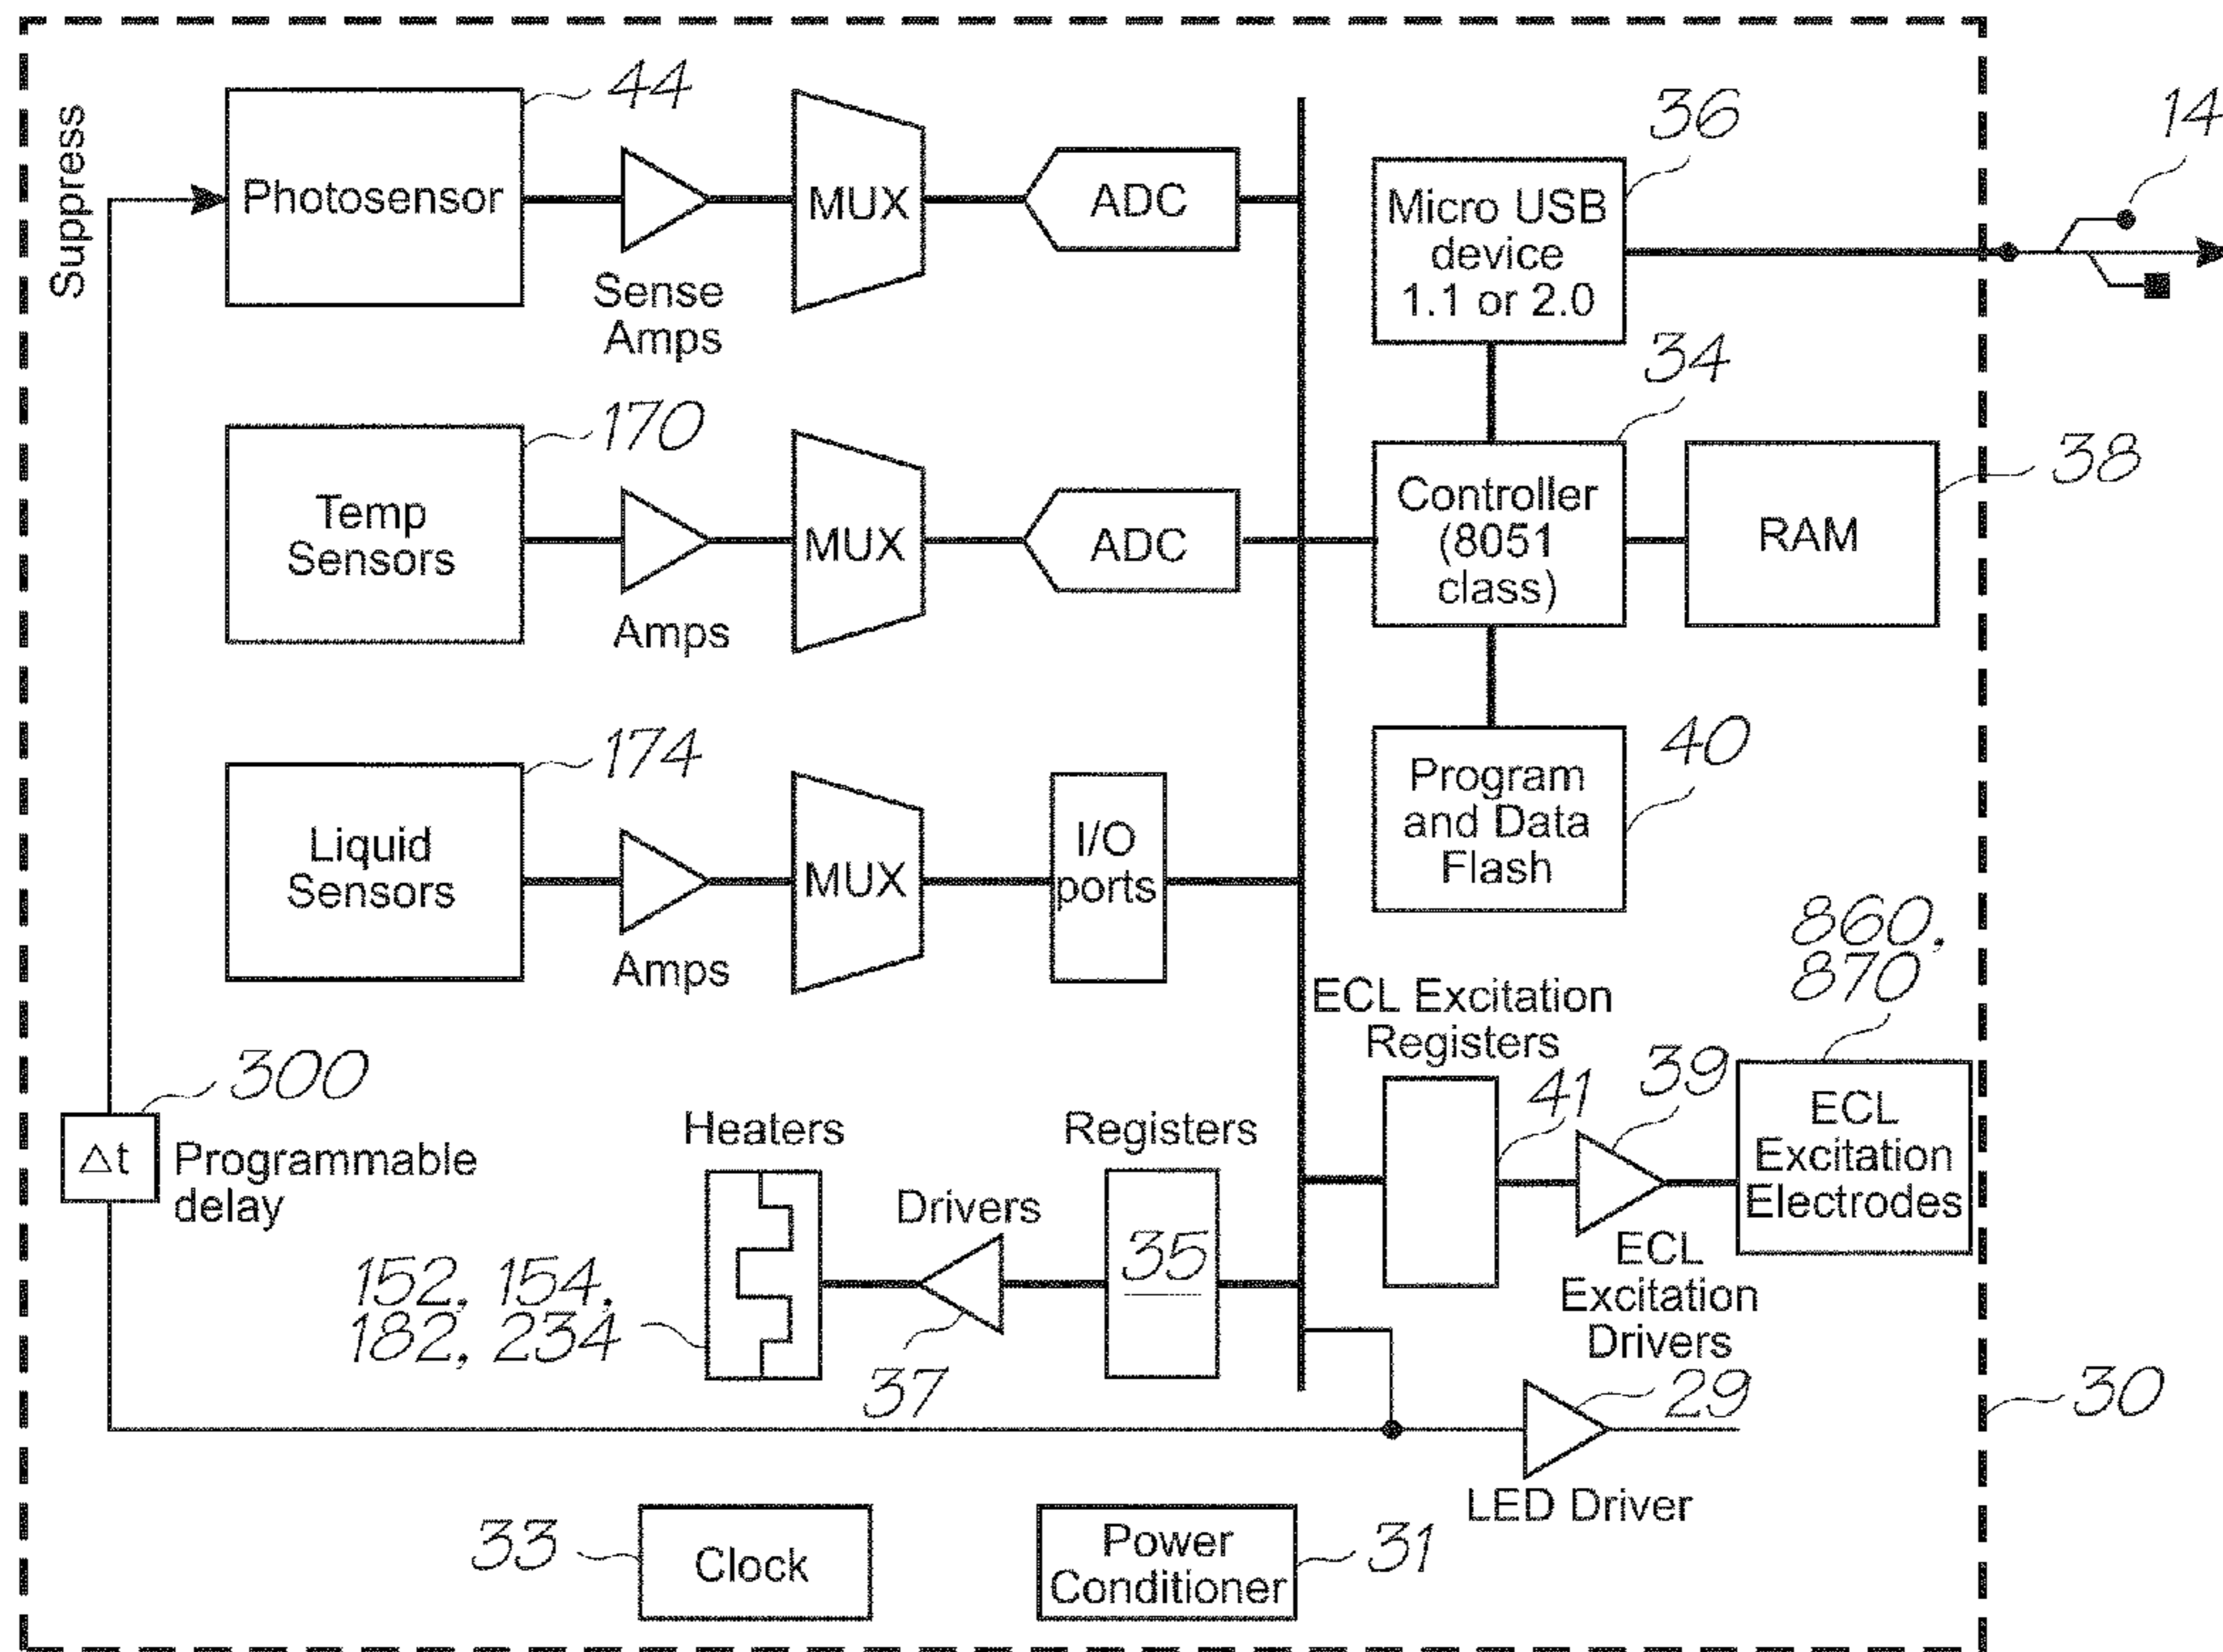 Suppress
Photosensor
44
Sense
Amps
MUX
ADC
36
Micro USB
device
1.1 or 2.0
14
170
Temp
Sensors
Amps
MUX
ADC
34
Controller
(8051
class)
RAM
38
174
Liquid
Sensors
Amps
MUX
I/O
ports
40
Program
and Data
Flash
860,
870
ECL Excitation
Registers
41
39
ECL
Excitation
Electrodes
ECL
Excitation
Drivers
300
Δt
Programmable
delay
Heaters
Drivers
Registers
35
152, 154,
182, 234
37
29
LED Driver
30
33
Clock
Power
Conditioner
31